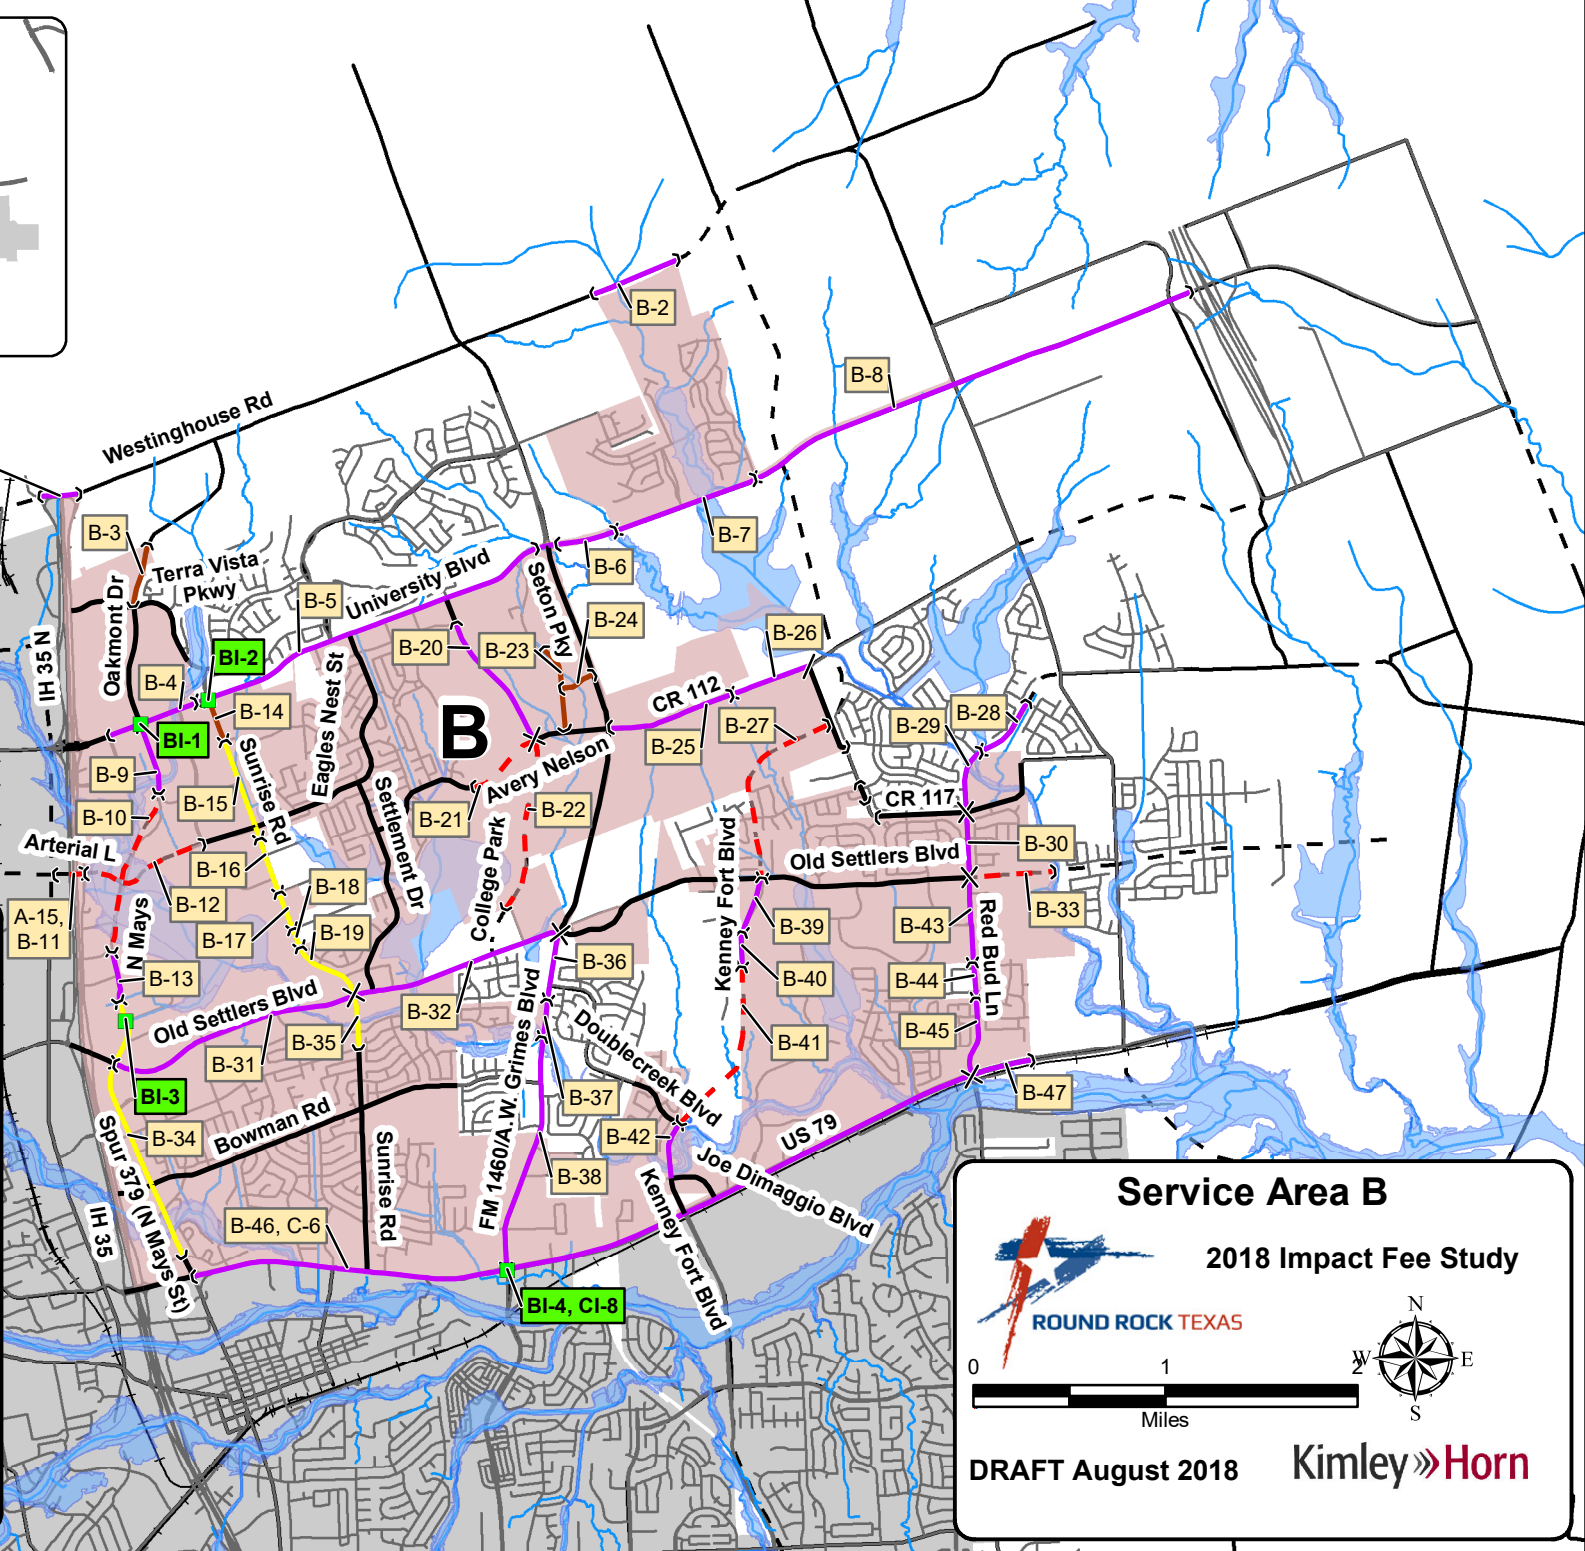 B-2
B-8
Westinghouse Rd
B-3
Terra Vista
Pkwy
Oakmont Dr
IH 35 N
B-5
University Blvd
B-7
B-6
Seton Pky
B-24
B-20
B-23
B-26
BI-2
B-4
B-14
BI-1
Eagles Nest St
B
CR 112
B-27
B-25
B-29
B-28
B-9
B-15
Sunrise Rd
Avery Nelson
B-10
B-21
B-22
CR 117
Settlement Dr
Arterial L
B-16
B-18
College Park
Kenney Fort Blvd
Old Settlers Blvd
B-30
A-15,
B-11
B-12
B-17
B-19
B-39
B-43
B-33
N Mays
B-13
B-36
B-40
B-44
Red Bud Ln
Old Settlers Blvd
B-32
B-35
B-31
B-41
B-45
Doublecreek Blvd
FM 1460/A.W. Grimes Blvd
BI-3
B-37
B-47
B-34
Bowman Rd
B-42
US 79
B-38
Joe Dimaggio Blvd
Spur 379 (N Mays St)
Sunrise Rd
Kenney Fort Blvd
IH 35
B-46, C-6
BI-4, CI-8
Service Area B
2018 Impact Fee Study
ROUND ROCK TEXAS
N
W
E
S
0
1
2
Miles
DRAFT August 2018
Kimley»Horn